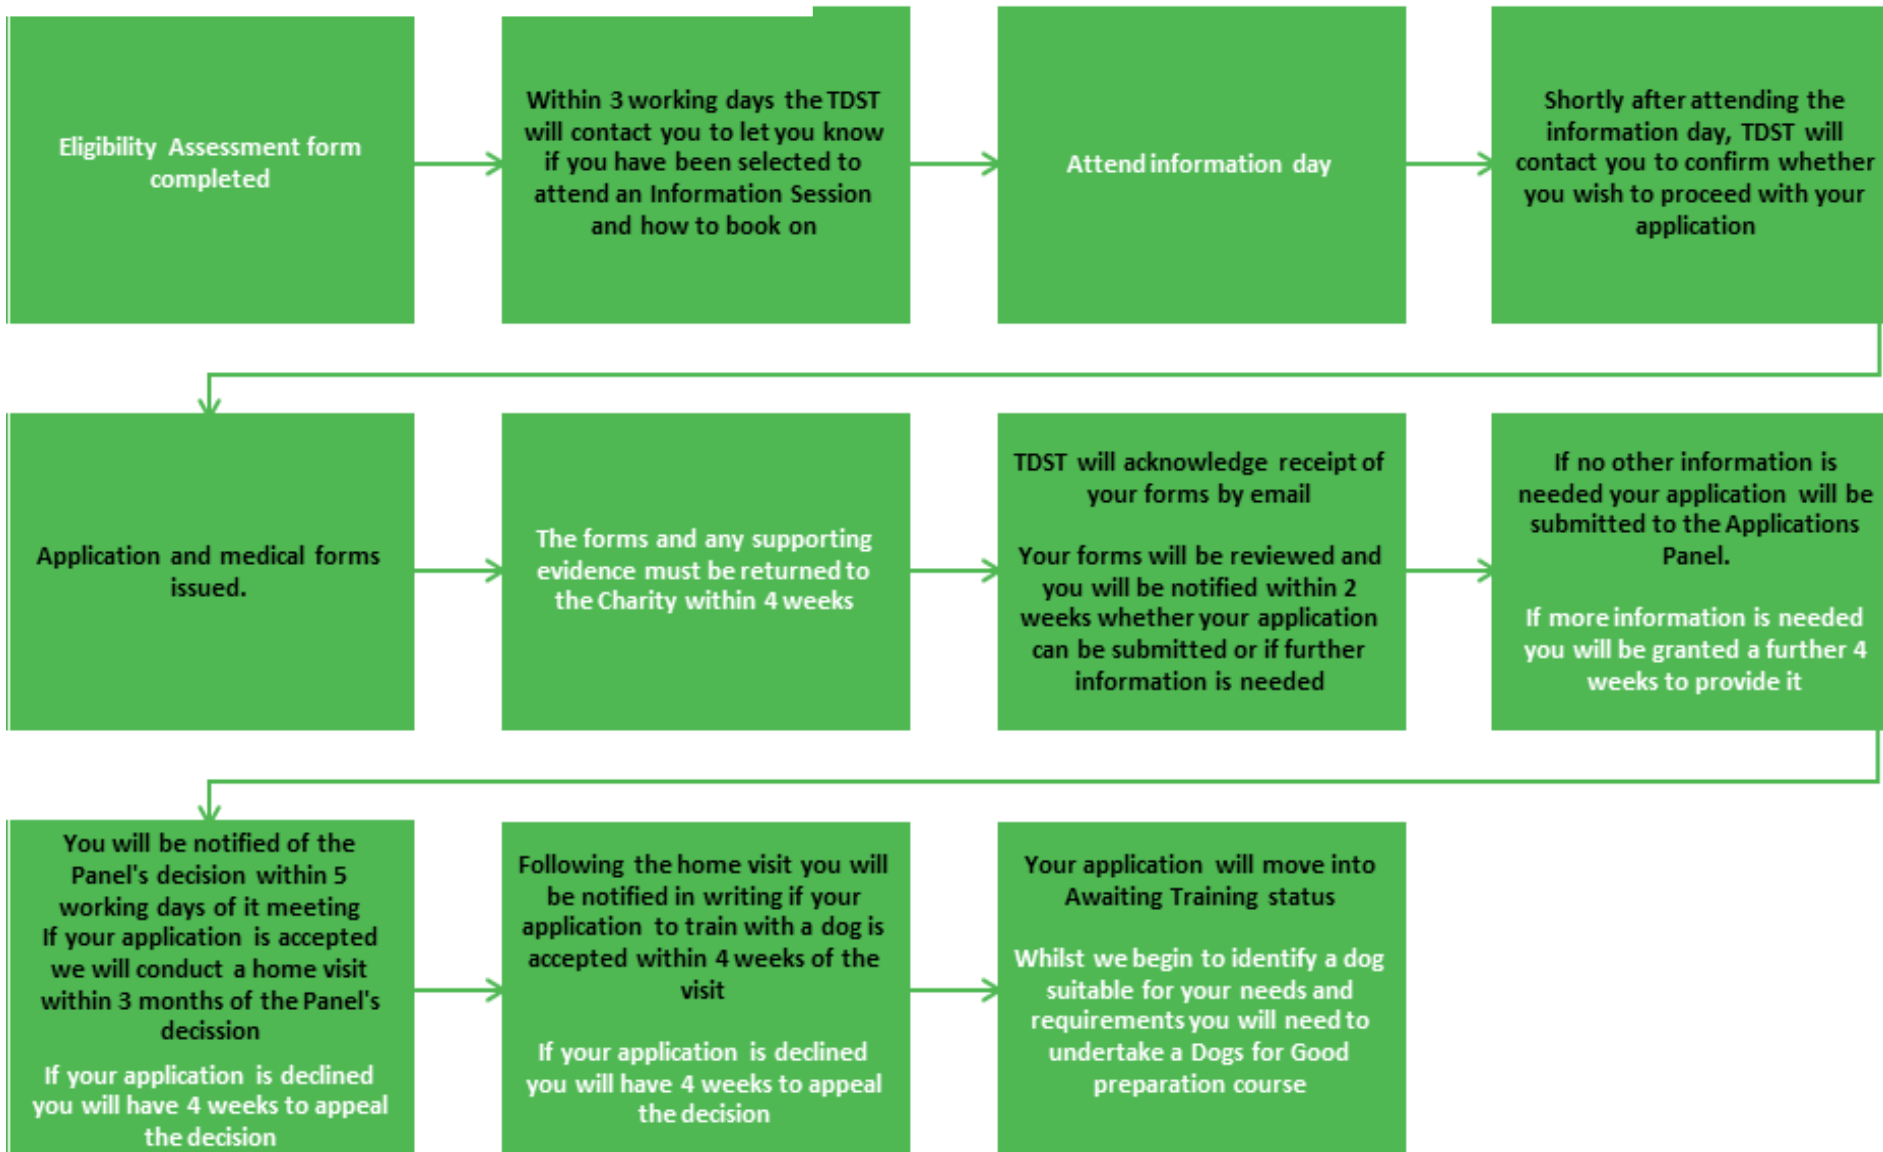 Eligibility Assessment form
completed
Within 3 working days the TDST
will contact you to let you know
if you have been selected to
attend an Information Session
and how to book on
Attend information day
Shortly after attending the
information day, TDST will
contact you to confirm whether
you wish to proceed with your
application
Application and medical forms
issued.
The forms and any supporting
evidence must be returned to
the Charity within 4 weeks
TDST will acknowledge receipt of
your forms by email
Your forms will be reviewed and
you will be notified within 2
weeks whether your application
can be submitted or if further
information is needed
If no other information is
needed your application will be
submitted to the Applications
Panel.
If more information is needed
you will be granted a further 4
weeks to provide it
You will be notified of the
Panel's decision within 5
working days of it meeting
If your application is accepted
we will conduct a home visit
within 3 months of the Panel's
decission
If your application is declined
you will have 4 weeks to appeal
the decision
Following the home visit you will
be notified in writing if your
application to train with a dog is
accepted within 4 weeks of the
visit
If your application is declined
you will have 4 weeks to appeal
the decision
Your application will move into
Awaiting Training status
Whilst we begin to identify a dog
suitable for your needs and
requirements you will need to
undertake a Dogs for Good
preparation course